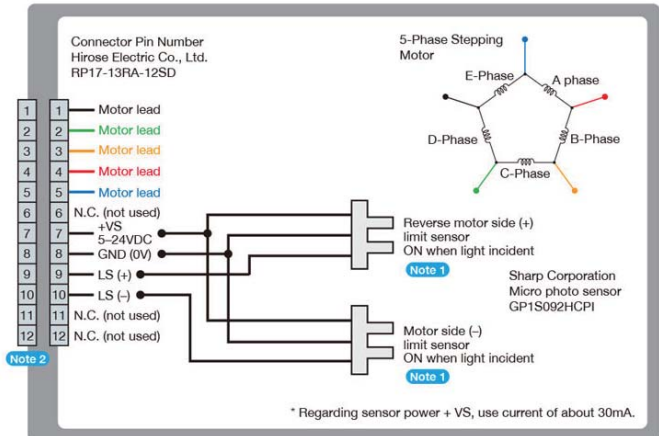 Connector Pin Number
Hirose Electric Co., Ltd.
RP17-13RA-12SD
5-Phase Stepping
Motor
E-Phase
A phase
D-Phase
B-Phase
C-Phase
1 1 Motor lead
2 2 Motor lead
3 3 Motor lead
4 4 Motor lead
5 5 Motor lead
6 6 N.C. (not used)
7 7 +VS
5–24VDC
8 8 GND (0V)
9 9 LS (+)
10 10 LS (–)
11 11 N.C. (not used)
12 12 N.C. (not used)
Note 2
Reverse motor side (+)
limit sensor
ON when light incident
Note 1
Sharp Corporation
Micro photo sensor
GP1S092HCPI
Motor side (–)
limit sensor
ON when light incident
Note 1
* Regarding sensor power + VS, use current of about 30mA.